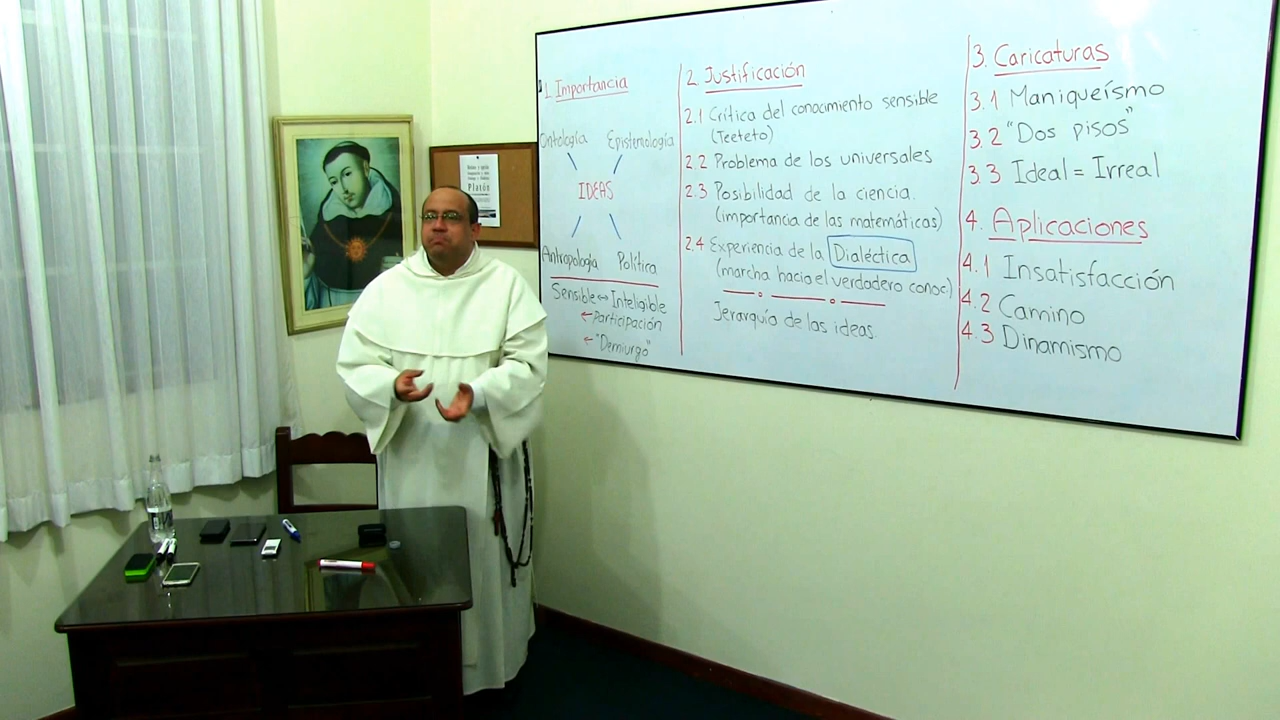 1. Importancia
Ontología Epistemología
IDEAS
Antropología Política
Sensible ↔ Inteligible
← Participación
← "Demiurgo"
2. Justificación
2.1 Crítica del conocimiento sensible
(Teeteto)
2.2 Problema de los universales
2.3 Posibilidad de la ciencia.
(importancia de las matemáticas)
2.4 Experiencia de la Dialéctica
(marcha hacia el verdadero conoc)
Jerarquía de las ideas.
3. Caricaturas
3.1 Maniqueísmo
3.2 "Dos pisos"
3.3 Ideal = Irreal
4. Aplicaciones
4.1 Insatisfacción
4.2 Camino
4.3 Dinamismo
Platón